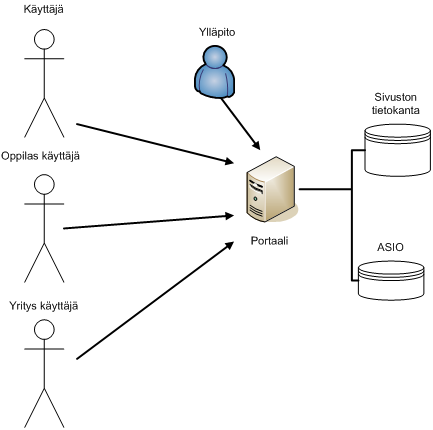 Käyttäjä
Ylläpito
Sivuston
tietokanta
Oppilas käyttäjä
Portaali
ASIO
Yritys käyttäjä